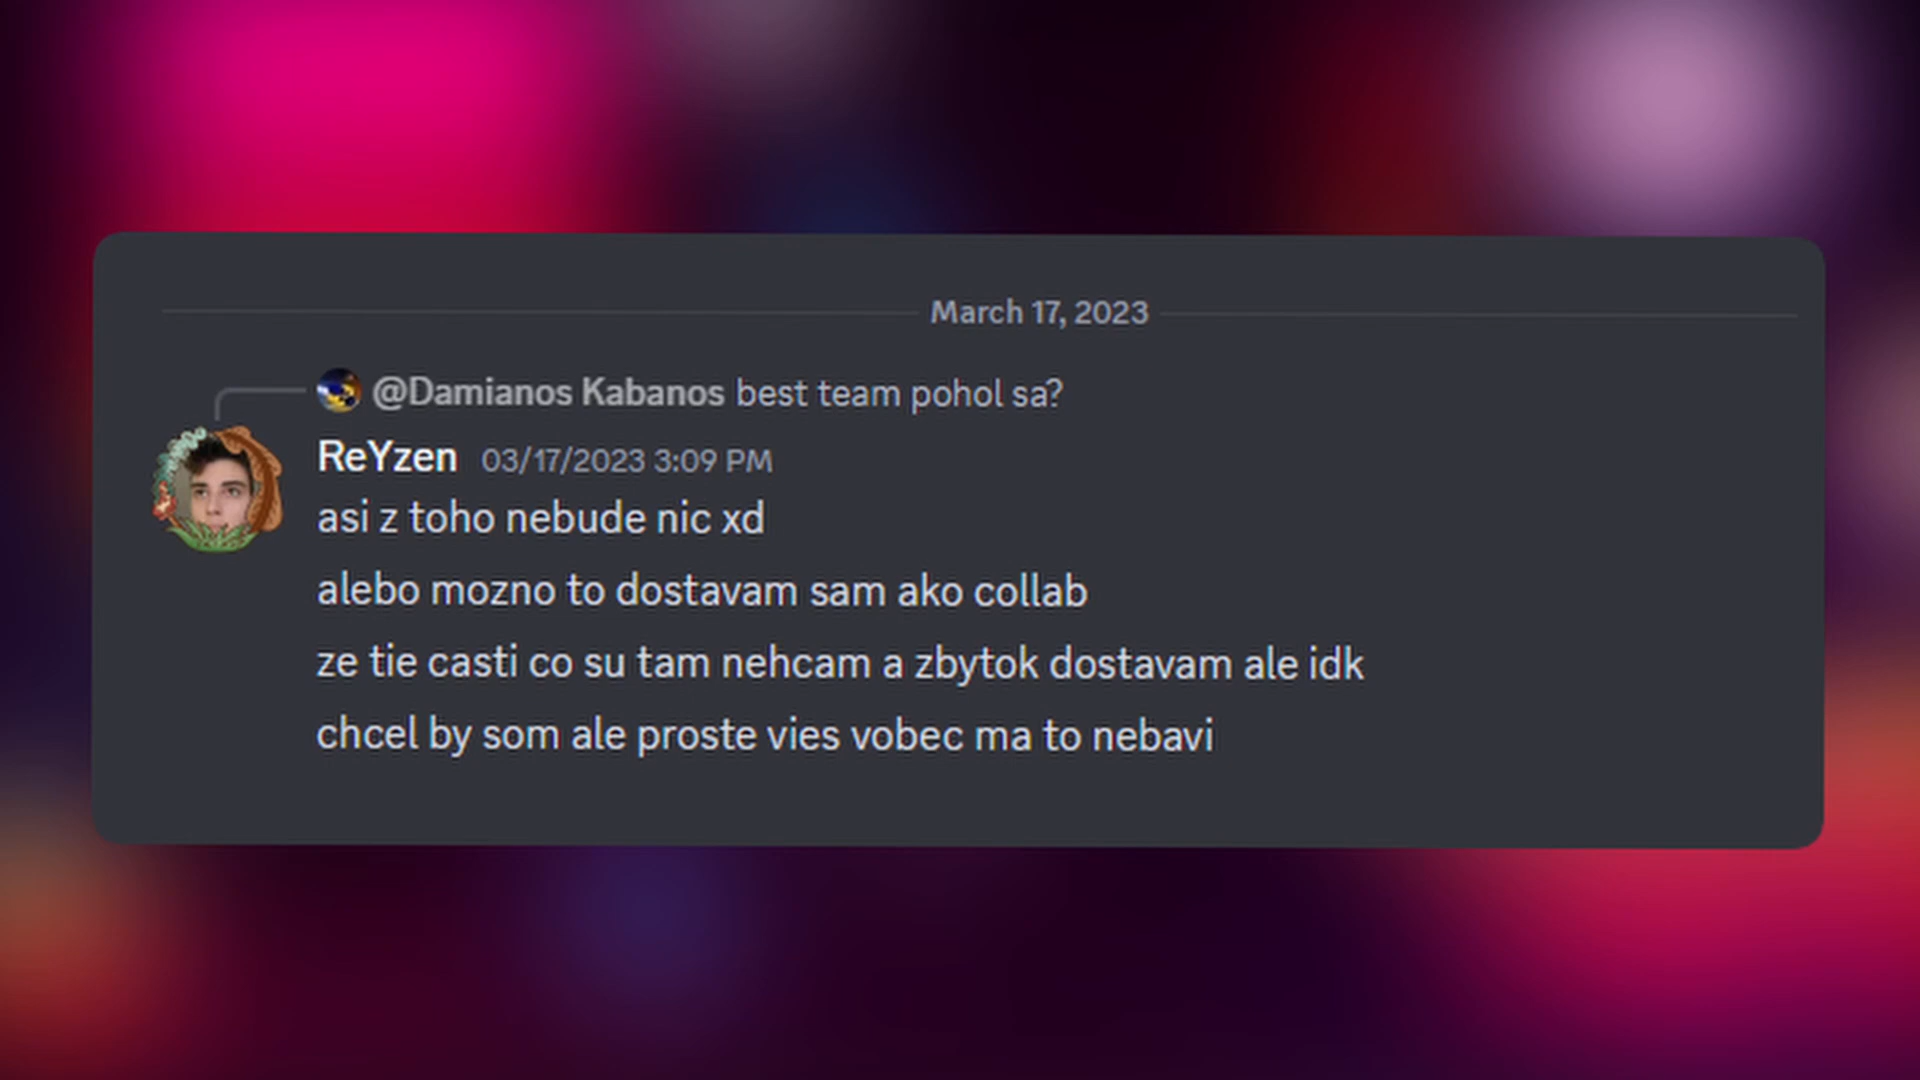 March 17, 2023
@Damianos Kabanos best team pohol sa?
ReYzen 03/17/2023 3:09 PM
asi z toho nebude nic xd
alebo mozno to dostavam sam ako collab
ze tie casti co su tam nehcam a zbytok dostavam ale idk
chcel by som ale proste vies vobec ma to nebavi